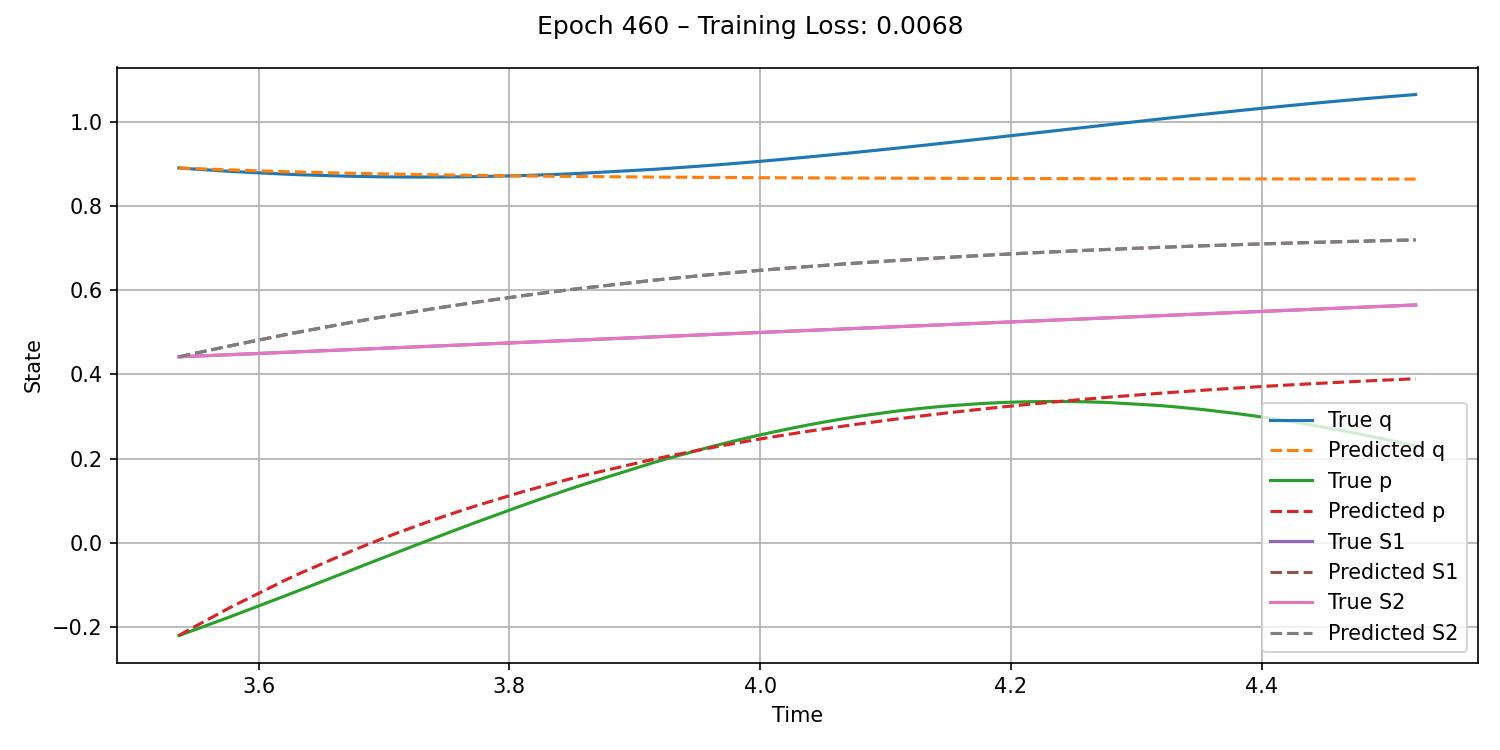 Epoch 460 – Training Loss: 0.0068
1.0
0.8
0.6
0.4
0.2
0.0
−0.2
State
3.6
3.8
4.0
4.2
4.4
Time
True q
Predicted q
True p
Predicted p
True S1
Predicted S1
True S2
Predicted S2